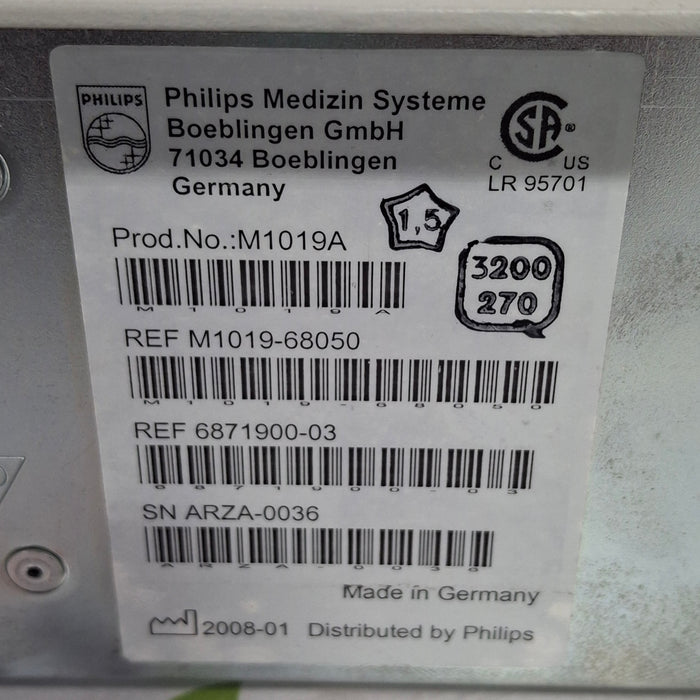 PHILIPS
Philips Medizin Systeme
Boeblingen GmbH
71034 Boeblingen
Germany
SA®
C US
LR 95701
1,5
Prod.No.:M1019A
M1019A
3200
270
REF M1019-68050
M1019-68050
REF 6871900-03
6871900-03
SN ARZA-0036
ARZA-0036
Made in Germany
2008-01 Distributed by Philips